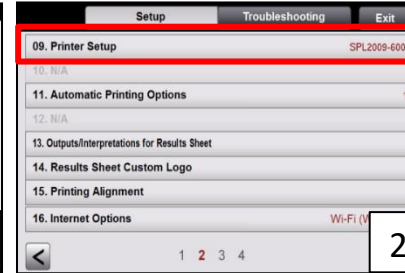 Setup Troubleshooting Exit
09. Printer Setup SPL2009-600
10. N/A
11. Automatic Printing Options
12. N/A
13. Outputs/Interpretations for Results Sheet
14. Results Sheet Custom Logo
15. Printing Alignment
16. Internet Options Wi-Fi
< 1 2 3 4
2